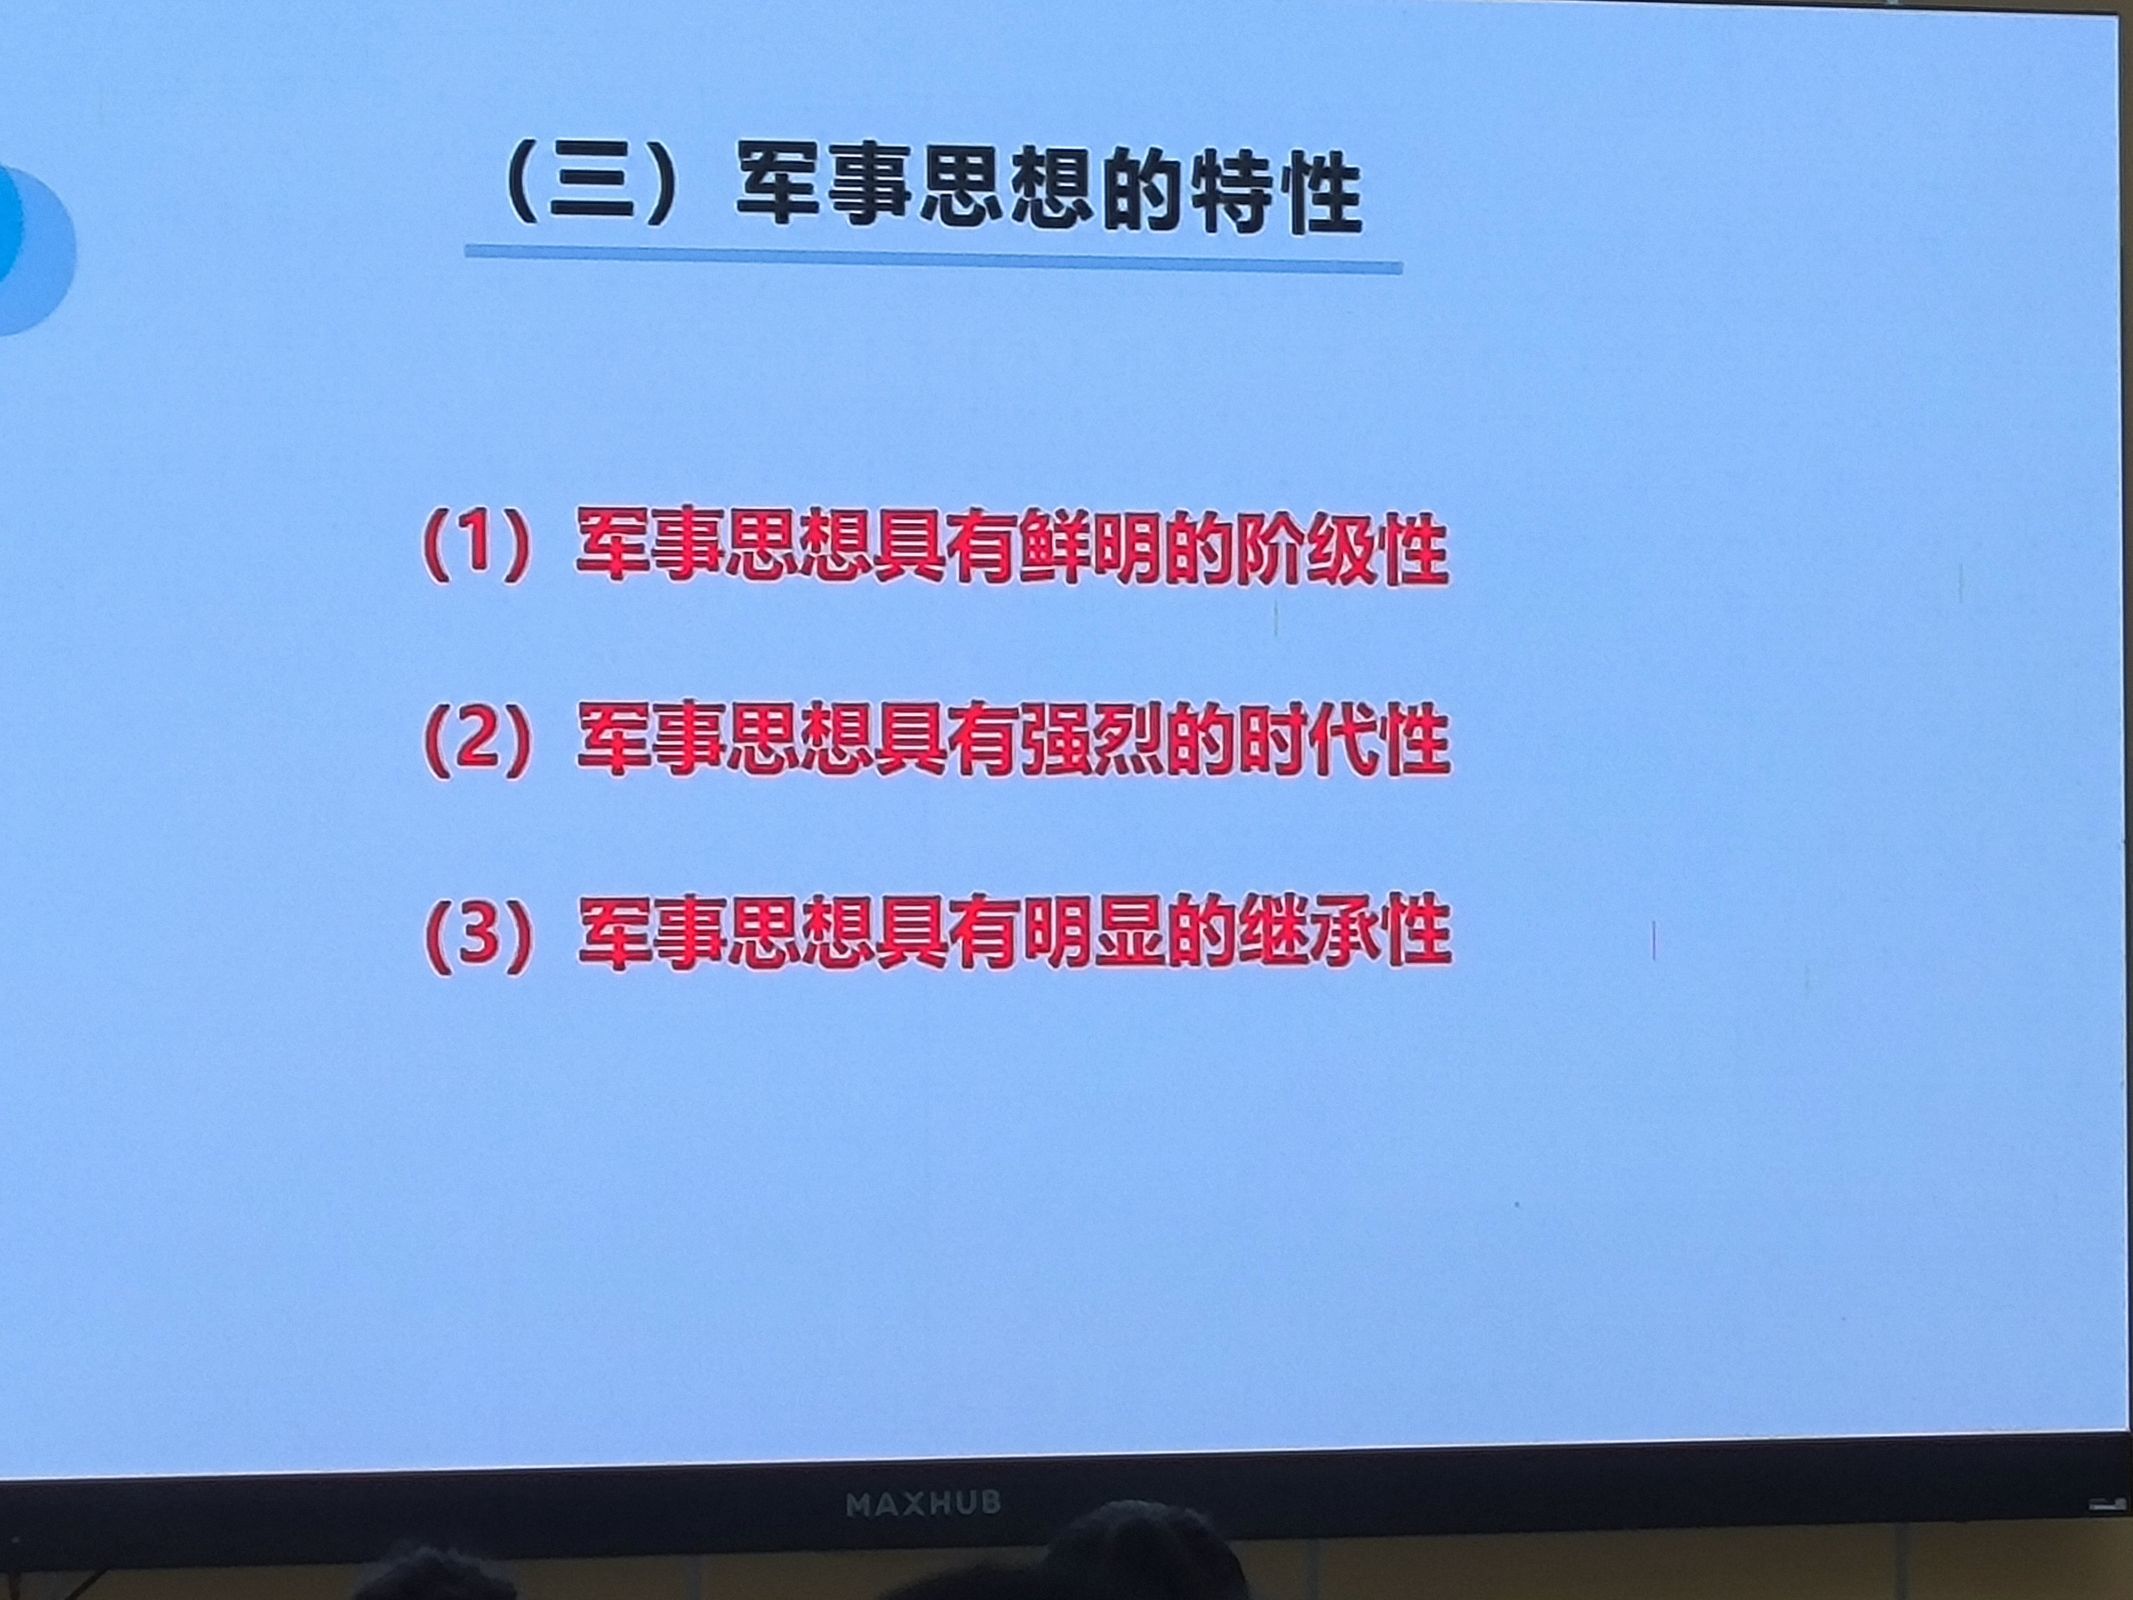 （三）军事思想的特性
（1）军事思想具有鲜明的阶级性
（2）军事思想具有强烈的时代性
（3）军事思想具有明显的继承性
MAXHUB